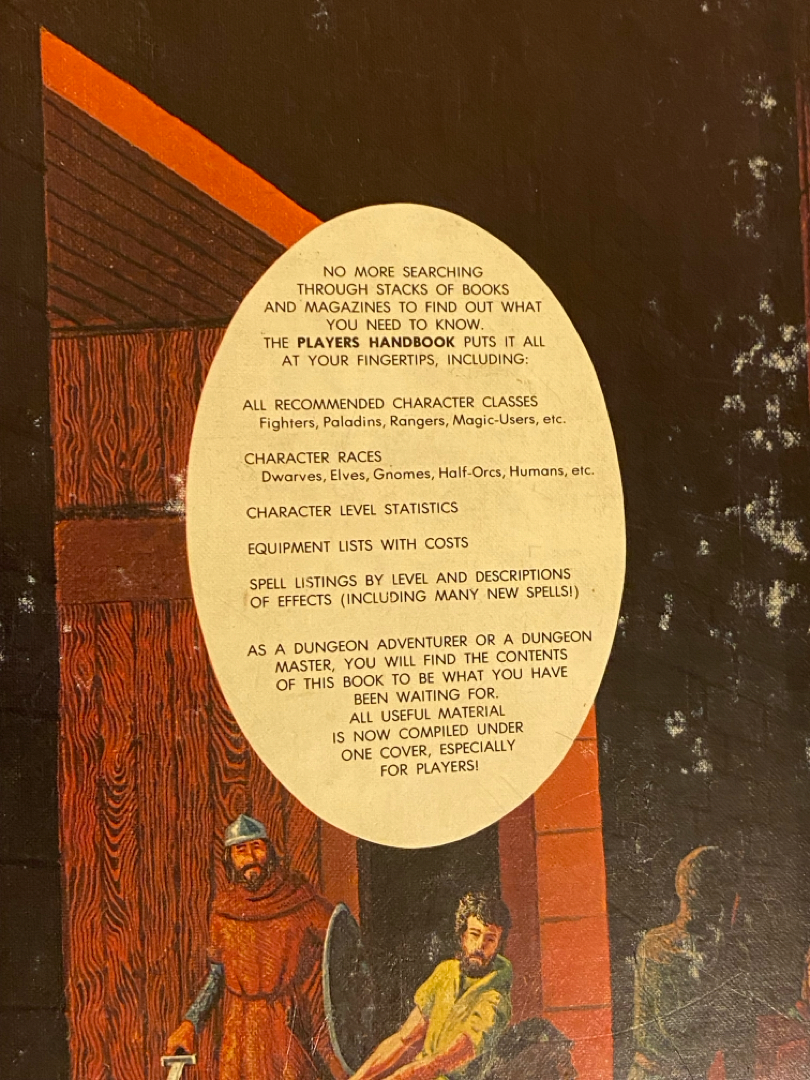 NO MORE SEARCHING
THROUGH STACKS OF BOOKS
AND MAGAZINES TO FIND OUT WHAT
YOU NEED TO KNOW.
THE PLAYERS HANDBOOK PUTS IT ALL
AT YOUR FINGERTIPS, INCLUDING:
ALL RECOMMENDED CHARACTER CLASSES
Fighters, Paladins, Rangers, Magic-Users, etc.
CHARACTER RACES
Dwarves, Elves, Gnomes, Half-Orcs, Humans, etc.
CHARACTER LEVEL STATISTICS
EQUIPMENT LISTS WITH COSTS
SPELL LISTINGS BY LEVEL AND DESCRIPTIONS
OF EFFECTS (INCLUDING MANY NEW SPELLS!)
AS A DUNGEON ADVENTURER OR A DUNGEON
MASTER, YOU WILL FIND THE CONTENTS
OF THIS BOOK TO BE WHAT YOU HAVE
BEEN WAITING FOR.
ALL USEFUL MATERIAL
IS NOW COMPILED UNDER
ONE COVER, ESPECIALLY
FOR PLAYERS!